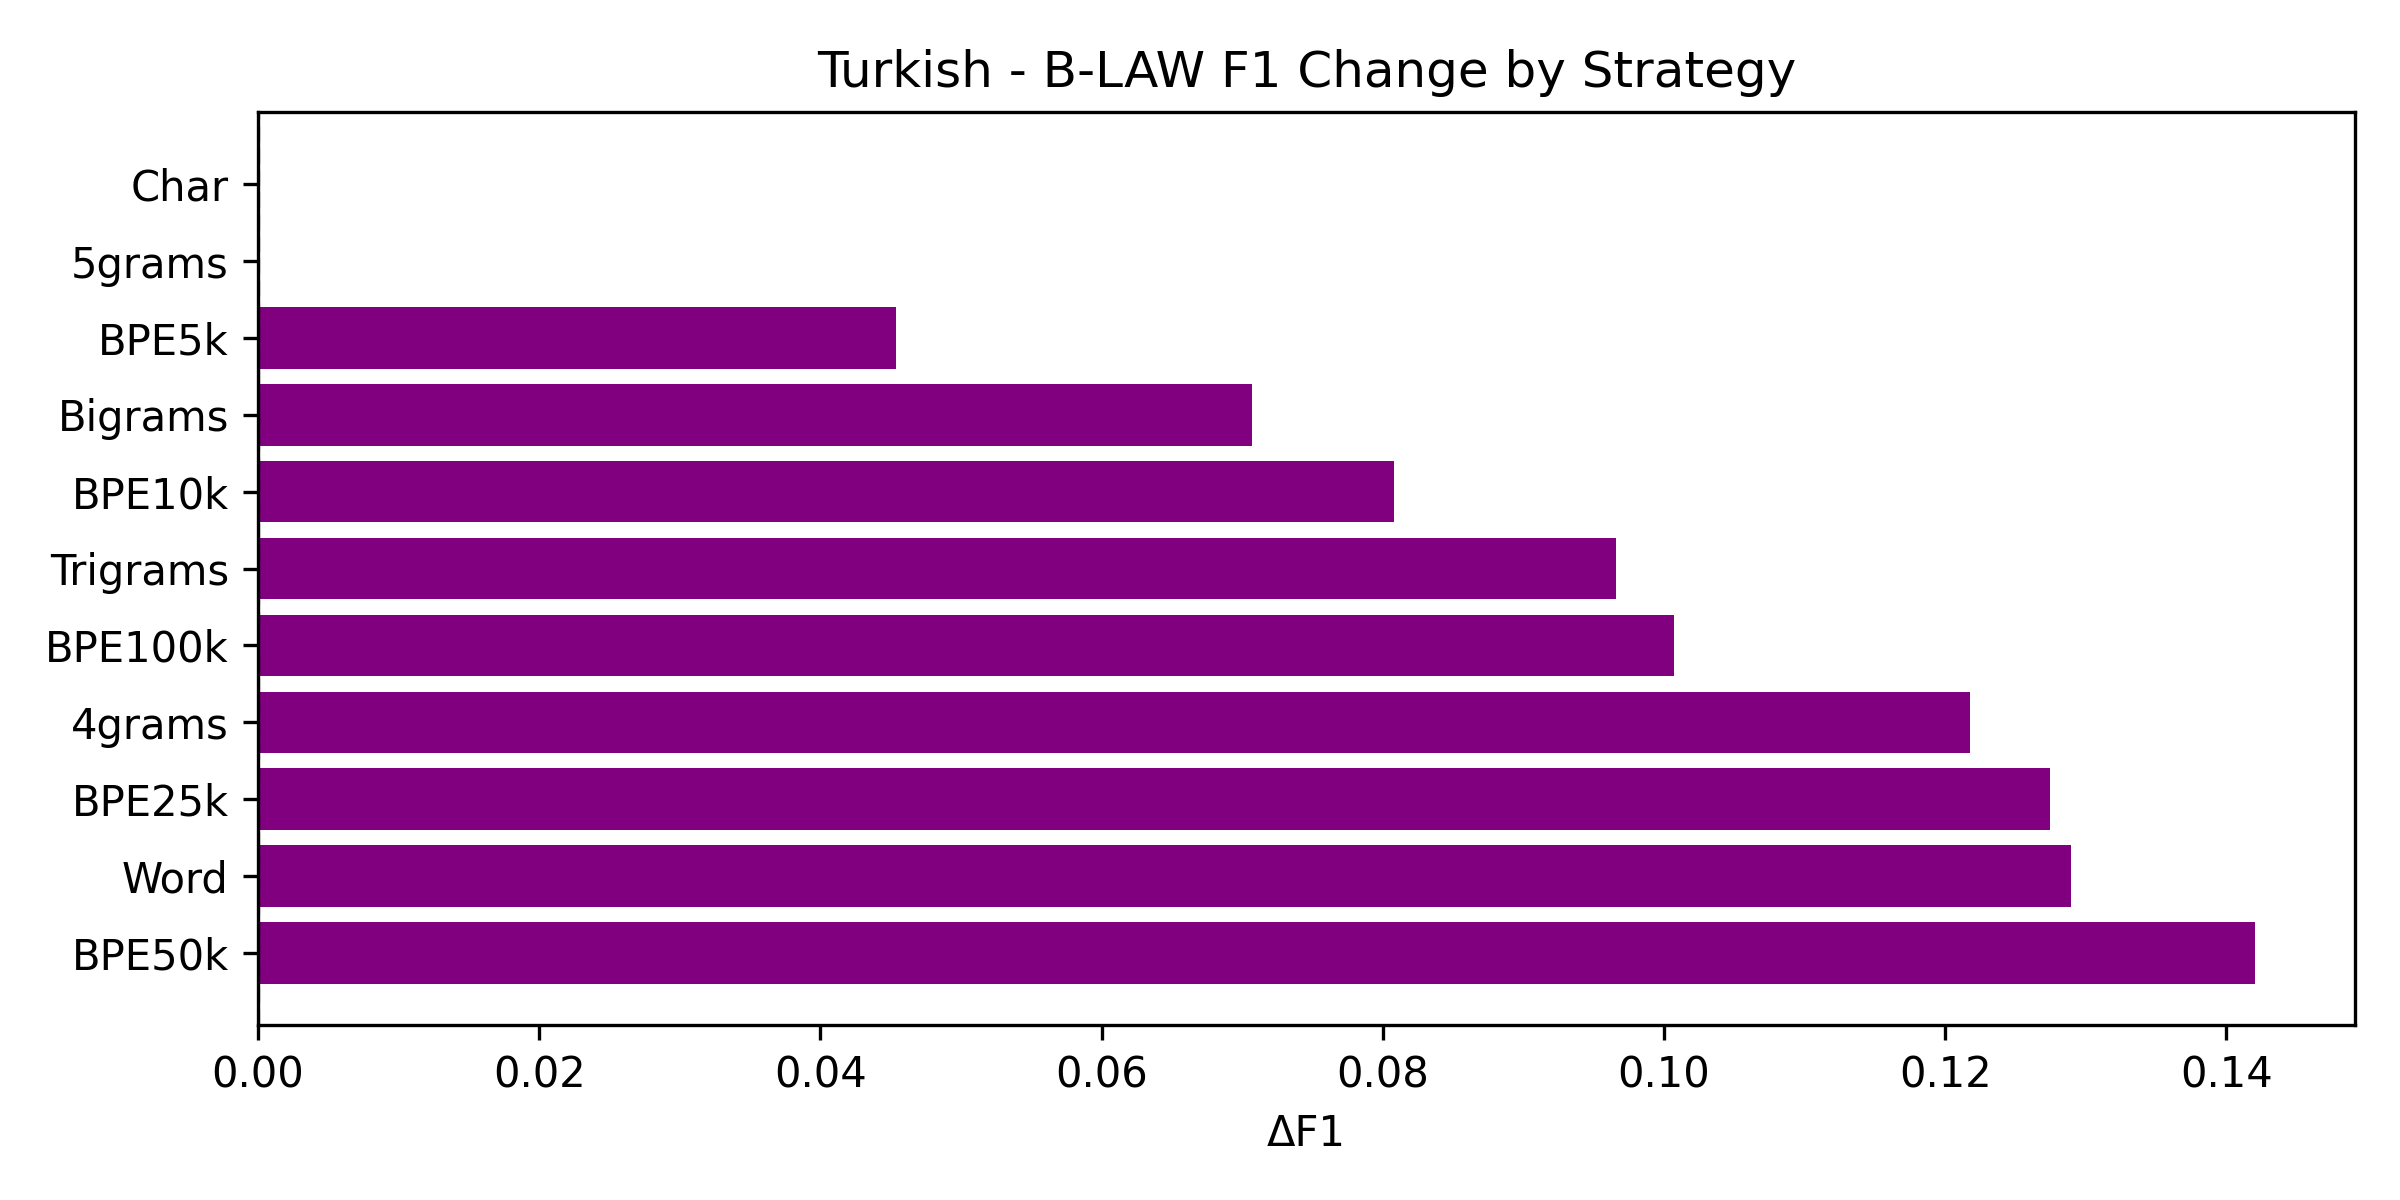 Turkish - B-LAW F1 Change by Strategy
Char
5grams
BPE5k
Bigrams
BPE10k
Trigrams
BPE100k
4grams
BPE25k
Word
BPE50k
0.00 0.02 0.04 0.06 0.08 0.10 0.12 0.14
ΔF1